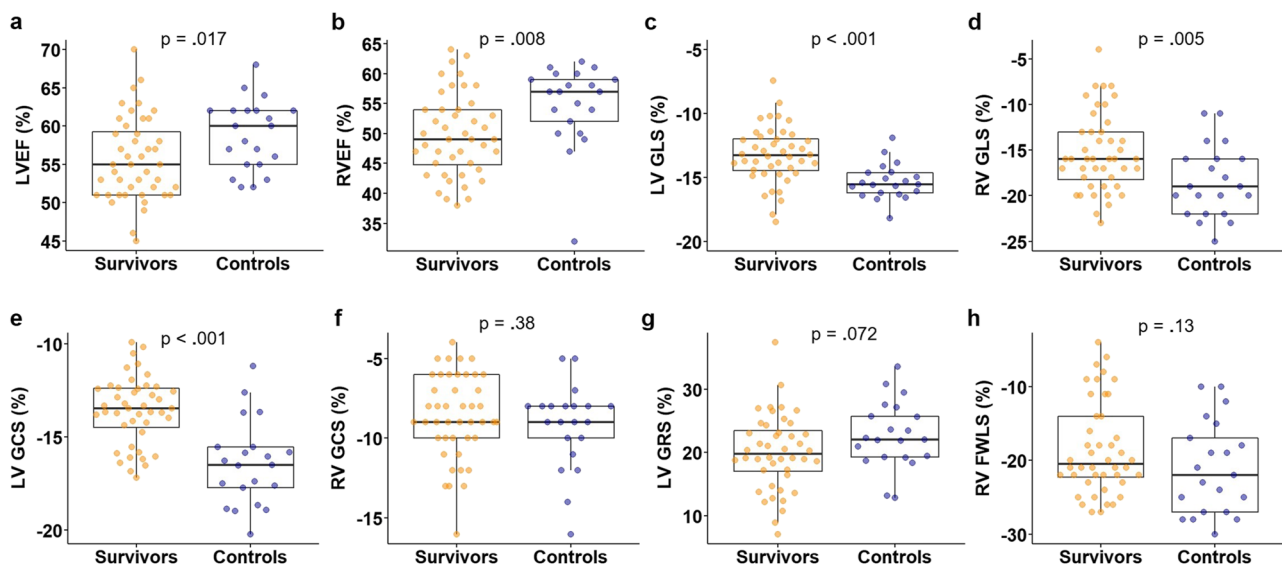 a
p = .017
LVEF (%)
70
65
60
55
50
45
Survivors Controls
b
p = .008
RVEF (%)
65
60
55
50
45
40
35
Survivors Controls
c
p < .001
LV GLS (%)
-5
-10
-15
-20
Survivors Controls
d
p = .005
RV GLS (%)
-5
-10
-15
-20
-25
Survivors Controls
e
p < .001
LV GCS (%)
-10
-15
-20
Survivors Controls
f
p = .38
RV GCS (%)
-5
-10
-15
Survivors Controls
g
p = .072
LV GRS (%)
30
20
10
Survivors Controls
h
p = .13
RV FWLS (%)
-10
-20
-30
Survivors Controls